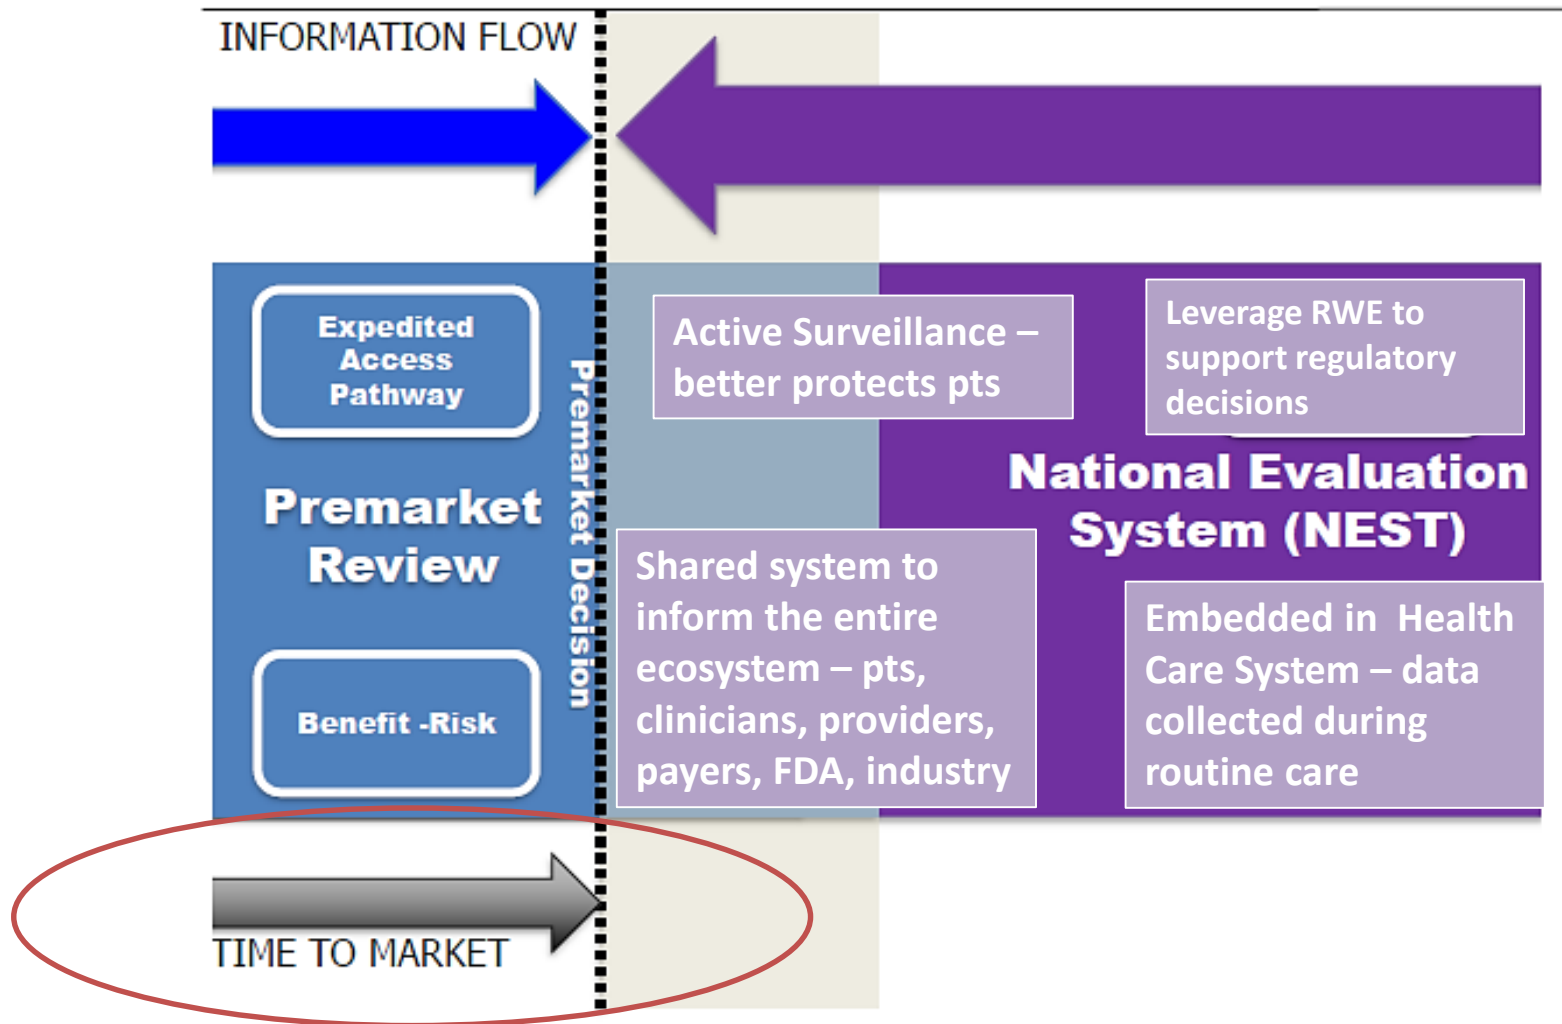 INFORMATION FLOW
Expedited
Access
Pathway
Premarket
Review
Benefit -Risk
Premarket Decision
Active Surveillance –
better protects pts
Shared system to
inform the entire
ecosystem – pts,
clinicians, providers,
payers, FDA, industry
Leverage RWE to
support regulatory
decisions
National Evaluation
System (NEST)
Embedded in  Health
Care System – data
collected during
routine care
TIME TO MARKET